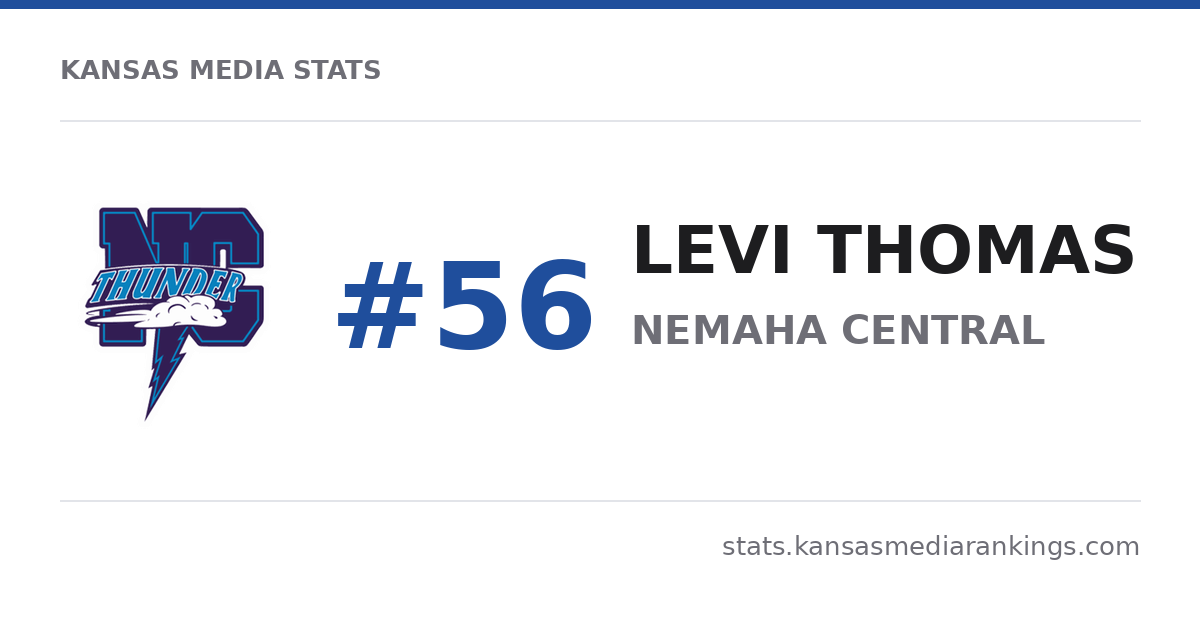 KANSAS MEDIA STATS
NC
THUNDER
#56
LEVI THOMAS
NEMAHA CENTRAL
stats.kansasmediarankings.com